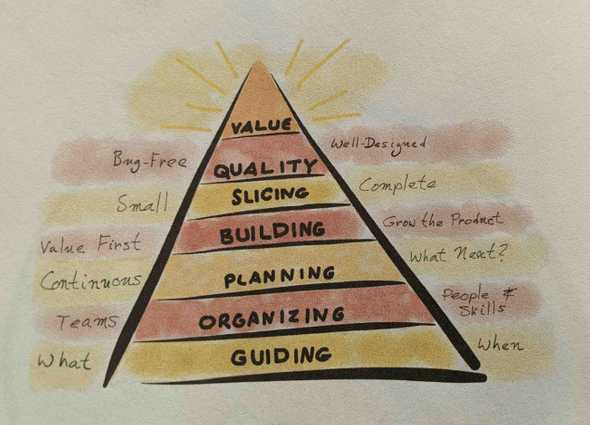 VALUE
Bug-Free QUALITY Well-Designed
Small SLICING Complete
Value First BUILDING Grow the Product
Continuous PLANNING What Next?
Teams ORGANIZING People &
Skills
What GUIDING When